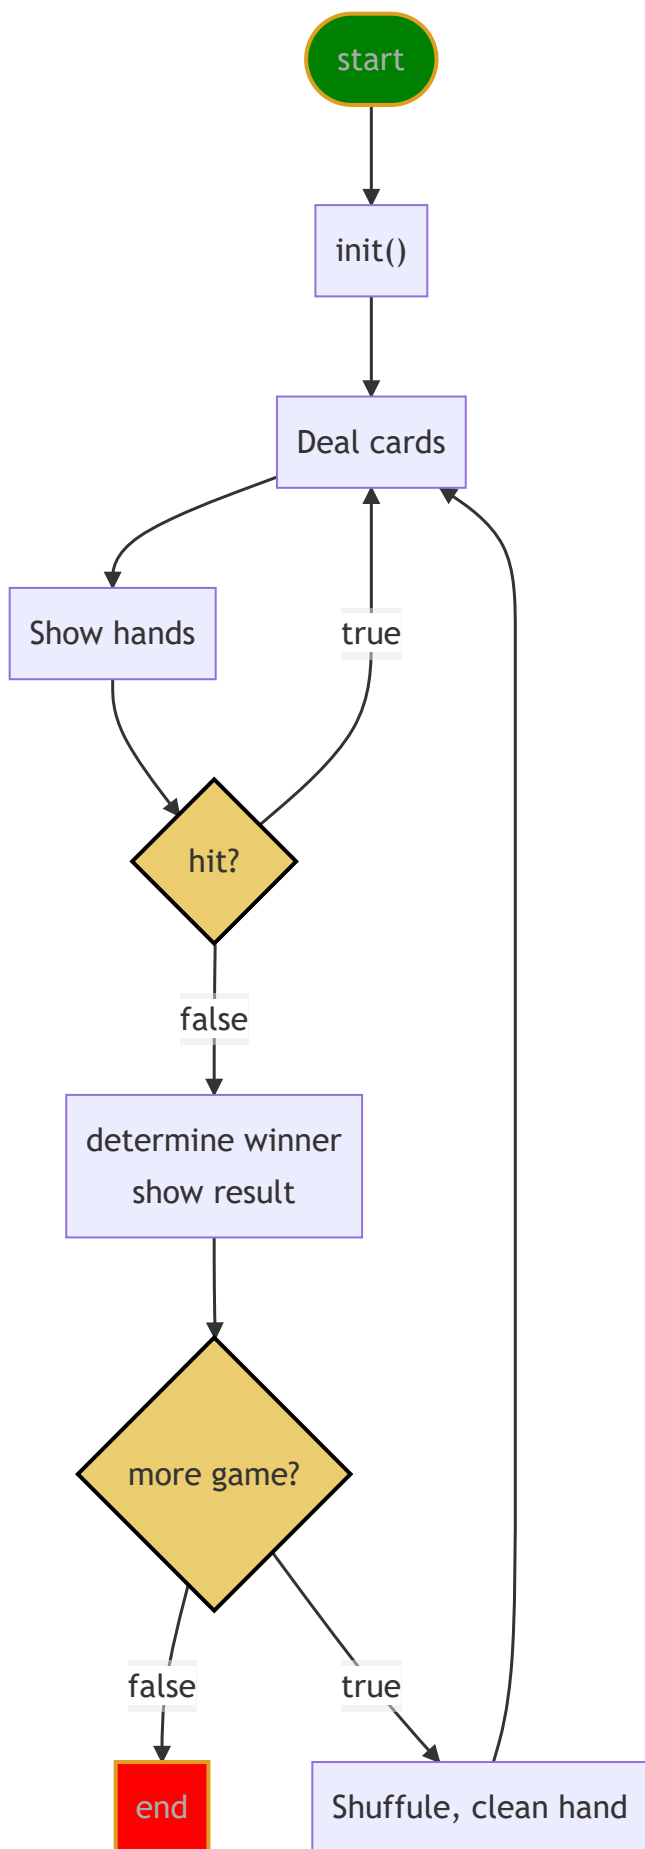 start
init()
Deal cards
Show hands
true
hit?
false
determine winner
show result
more game?
false
true
end
Shuffule, clean hand